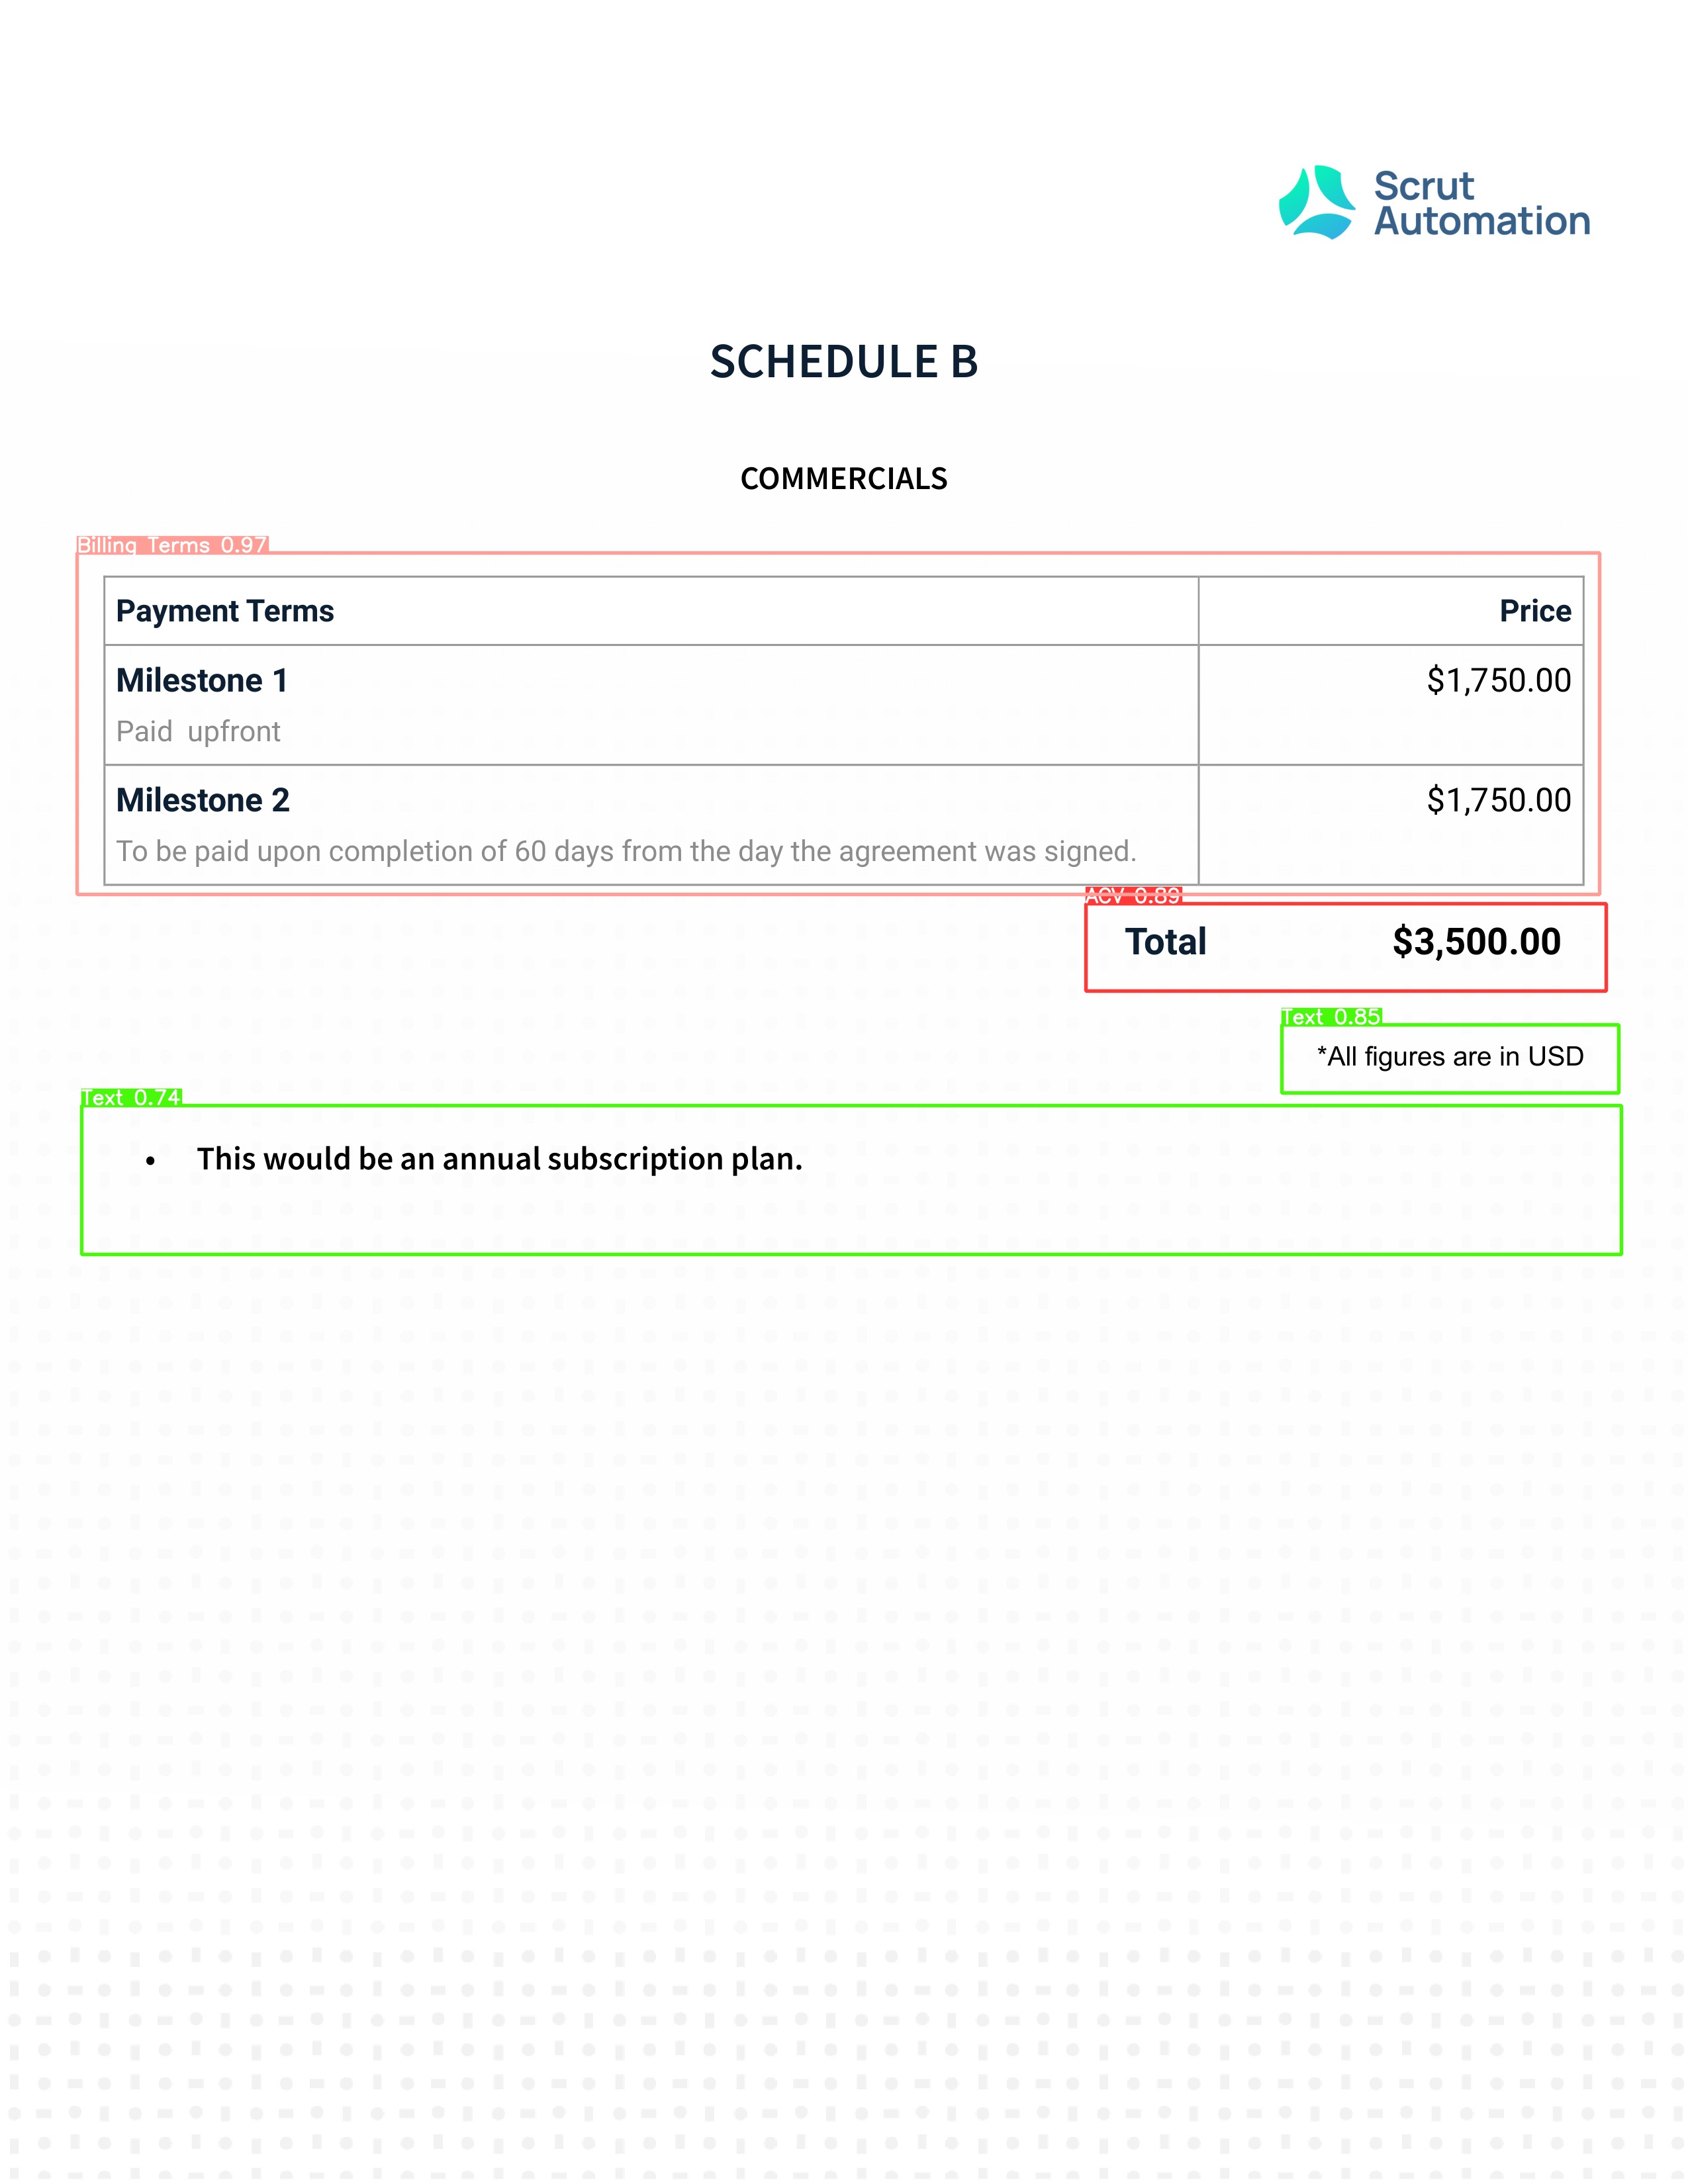 Scrut
Automation
SCHEDULE B
COMMERCIALS
Billing Terms 0.97
Payment Terms Price
Milestone 1 $1,750.00
Paid upfront
Milestone 2 $1,750.00
To be paid upon completion of 60 days from the day the agreement was signed.
ACV 0.89
Total $3,500.00
Text 0.85
*All figures are in USD
Text 0.74
• This would be an annual subscription plan.